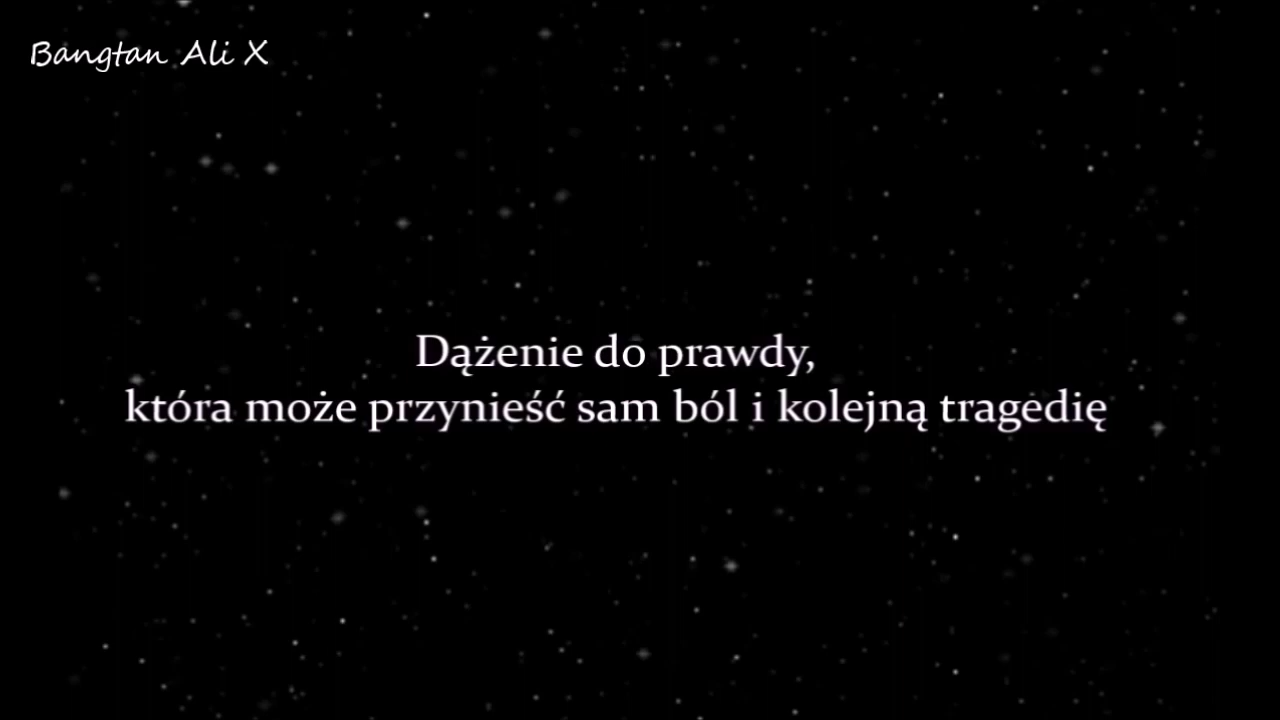 Bangtan Ali X
Dążenie do prawdy,
która może przynieść sam ból i kolejną tragedię